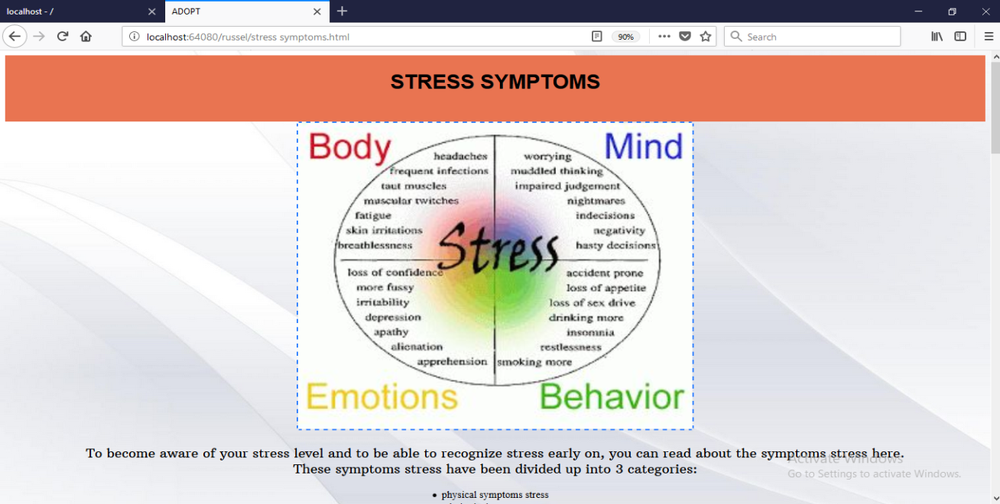 localhost - /
ADOPT
localhost:64080/russel/stress symptoms.html
90%
Search
STRESS SYMPTOMS
Body
Mind
headaches
worrying
frequent infections
muddled thinking
taut muscles
impaired judgement
muscular twitches
nightmares
fatigue
indecisions
skin irritations
negativity
breathlessness
hasty decisions
Stress
loss of confidence
accident prone
more fussy
loss of appetite
irritability
loss of sex drive
depression
drinking more
apathy
insomnia
alienation
restlessness
apprehension
smoking more
Emotions
Behavior
To become aware of your stress level and to be able to recognize stress early on, you can read about the symptoms stress here.
These symptoms stress have been divided up into 3 categories:
Activate Windows
Go to Settings to activate Windows.
• physical symptoms stress